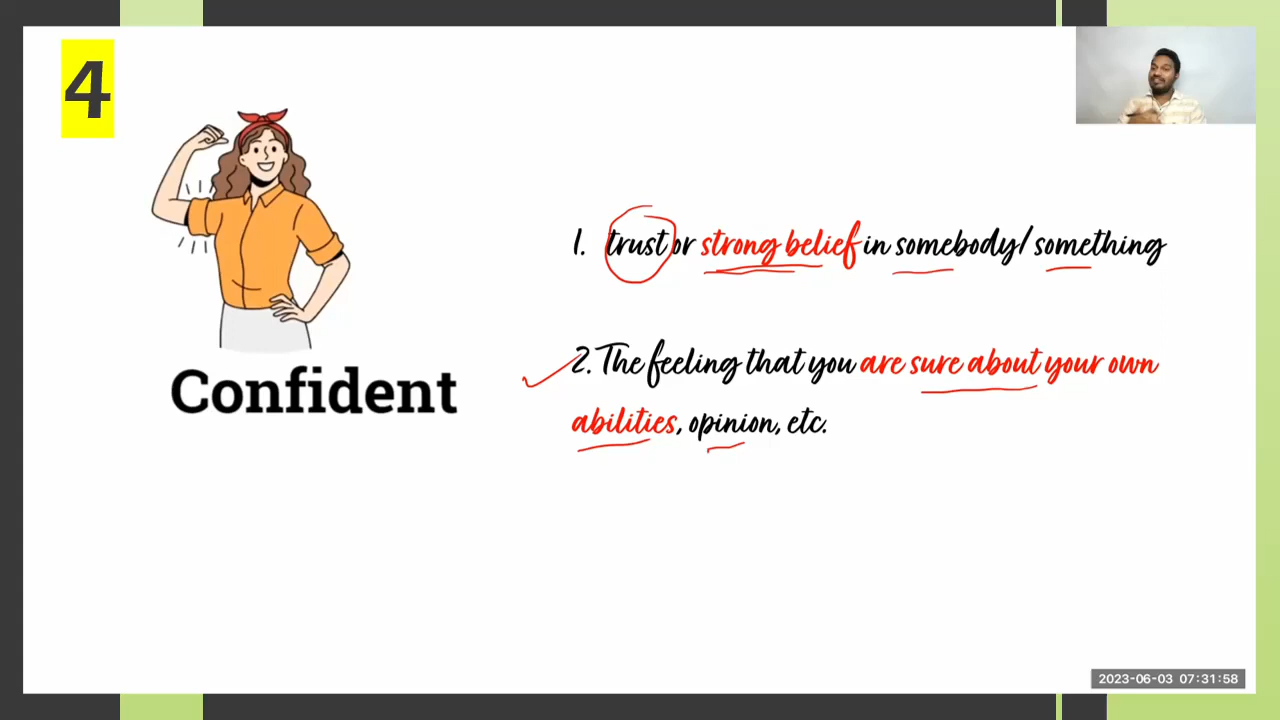 4
Confident
1. trust or strong belief in somebody/something
2. The feeling that you are sure about your own
abilities, opinion, etc.
2023-06-03 07:31:58